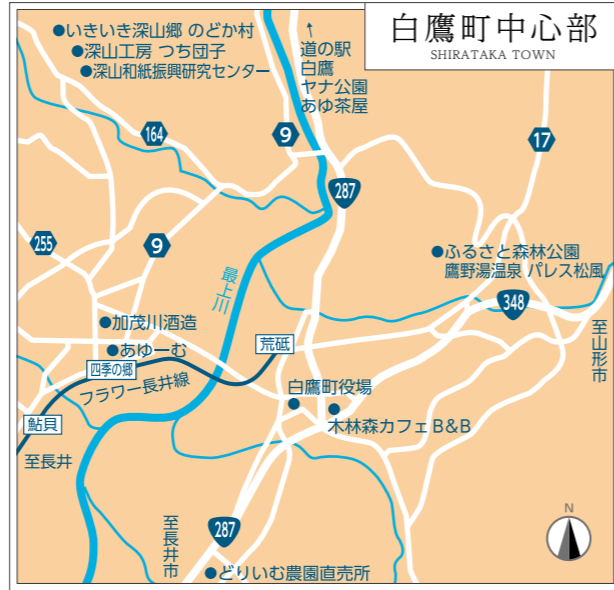 白鷹町中心部
SHIRATAKA TOWN
●いきいき深山郷 のどか村
●深山工房 つち団子
●深山和紙振興研究センター
↑
道の駅
白鷹
ヤナ公園
あゆ茶屋
164
9
17
287
255
9
最上川
●ふるさと森林公園
鷹野湯温泉 パレス松風
348
至山形市
●加茂川酒造
●あゆーむ
荒砥
四季の郷
フラワー長井線
白鷹町役場
鮎貝
木林森カフェB&B
至長井
至長井市
287
●どりいむ農園直売所
N